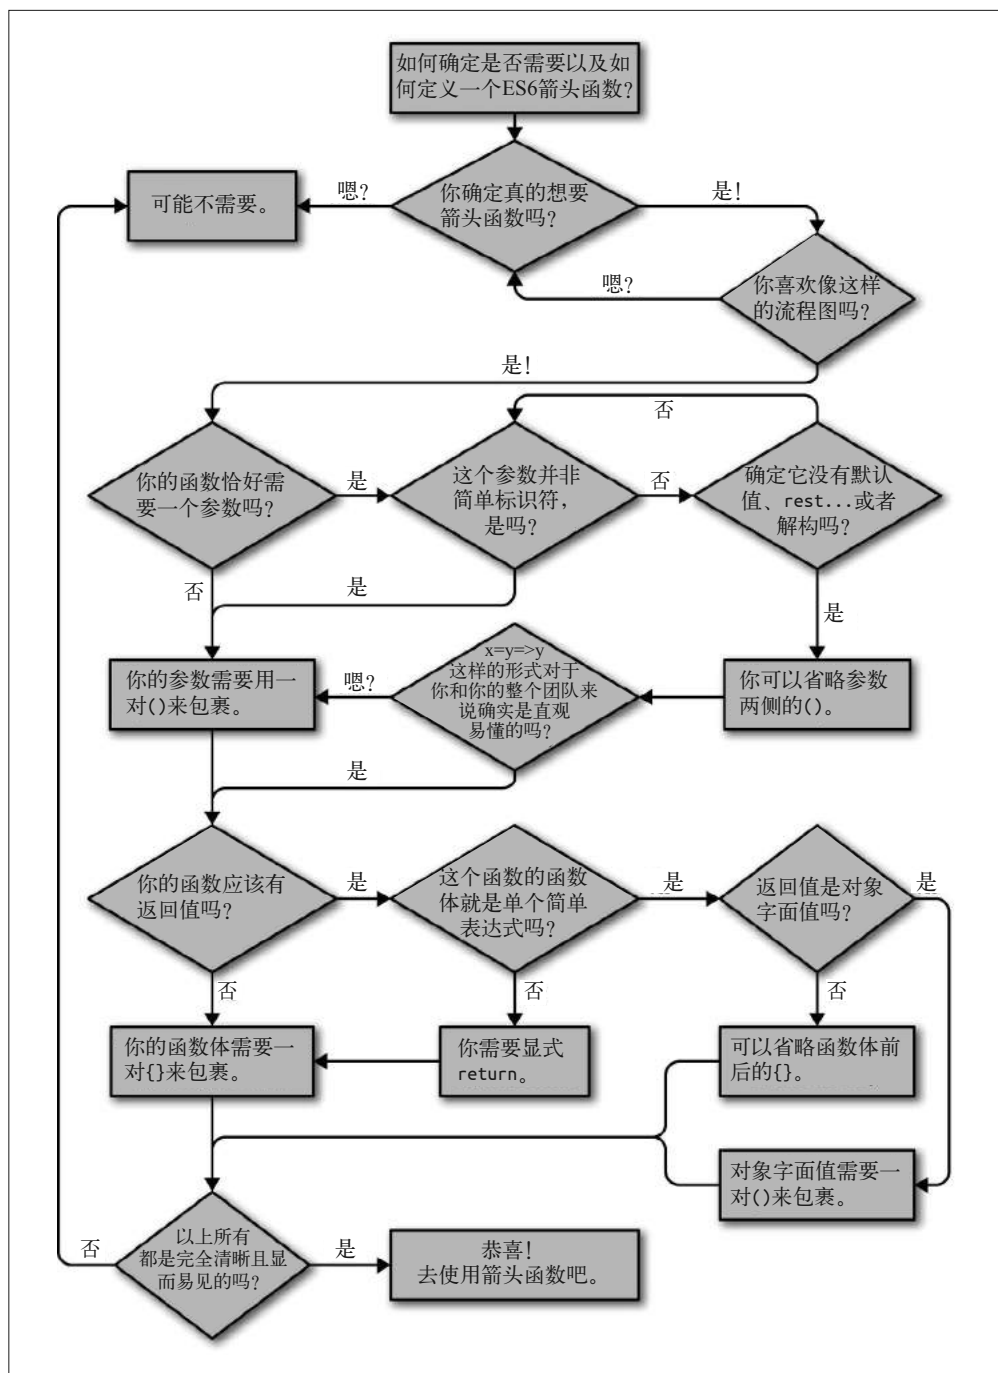 如何确定是否需要以及如
何定义一个ES6箭头函数?
嗯?
是!
可能不需要。
你确定真的想要
箭头函数吗?
嗯?
你喜欢像这样
的流程图吗?
是!
否
你的函数恰好需
要一个参数吗?
是
这个参数并非
简单标识符,
是吗?
否
确定它没有默认
值、rest...或者
解构吗?
否
是
是
你的参数需要用一
对()来包裹。
嗯?
x=y=>y
这样的形式对于
你和你的整个团队来
说确实是直观
易懂的吗?
你可以省略参数
两侧的()。
是
你的函数应该有
返回值吗?
是
这个函数的函数
体就是单个简单
表达式吗?
是
返回值是对象
字面值吗?
是
否
否
否
你的函数体需要一
对{}来包裹。
你需要显式
return。
可以省略函数体前
后的{}。
对象字面值需要一
对()来包裹。
否
以上所有
都是完全清晰且显
而易见的吗?
是
恭喜!
去使用箭头函数吧。